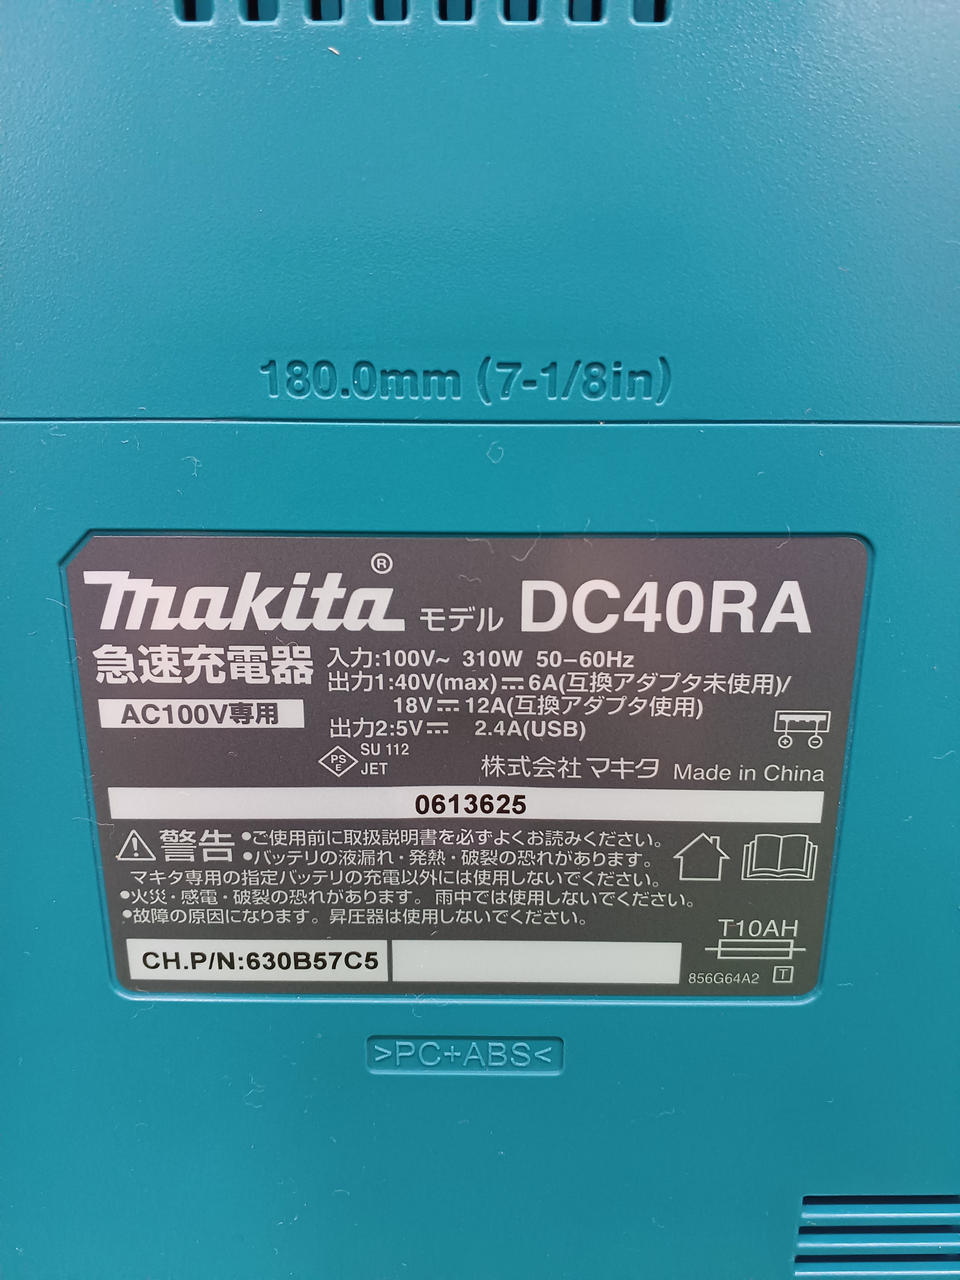 180.0mm (7-1/8in)
makita® モデル DC40RA
急速充電器
AC100V専用
入力:100V~ 310W 50–60Hz
出力1:40V(max)⎓6A(互換アダプタ未使用)/
18V⎓12A(互換アダプタ使用)
出力2:5V⎓ 2.4A(USB)
PS
E
SU 112
JET
株式会社 マキタ Made in China
0613625
警告
•ご使用前に取扱説明書を必ずよくお読みください。
•バッテリの液漏れ・発熱・破裂の恐れがあります。
マキタ専用の指定バッテリの充電以外には使用しないでください。
•火災・感電・破裂の恐れがあります。雨中では使用しないでください。
•故障の原因になります。昇圧器は使用しないでください。
T10AH
CH.P/N:630B57C5
856G64A2 T
>PC+ABS<